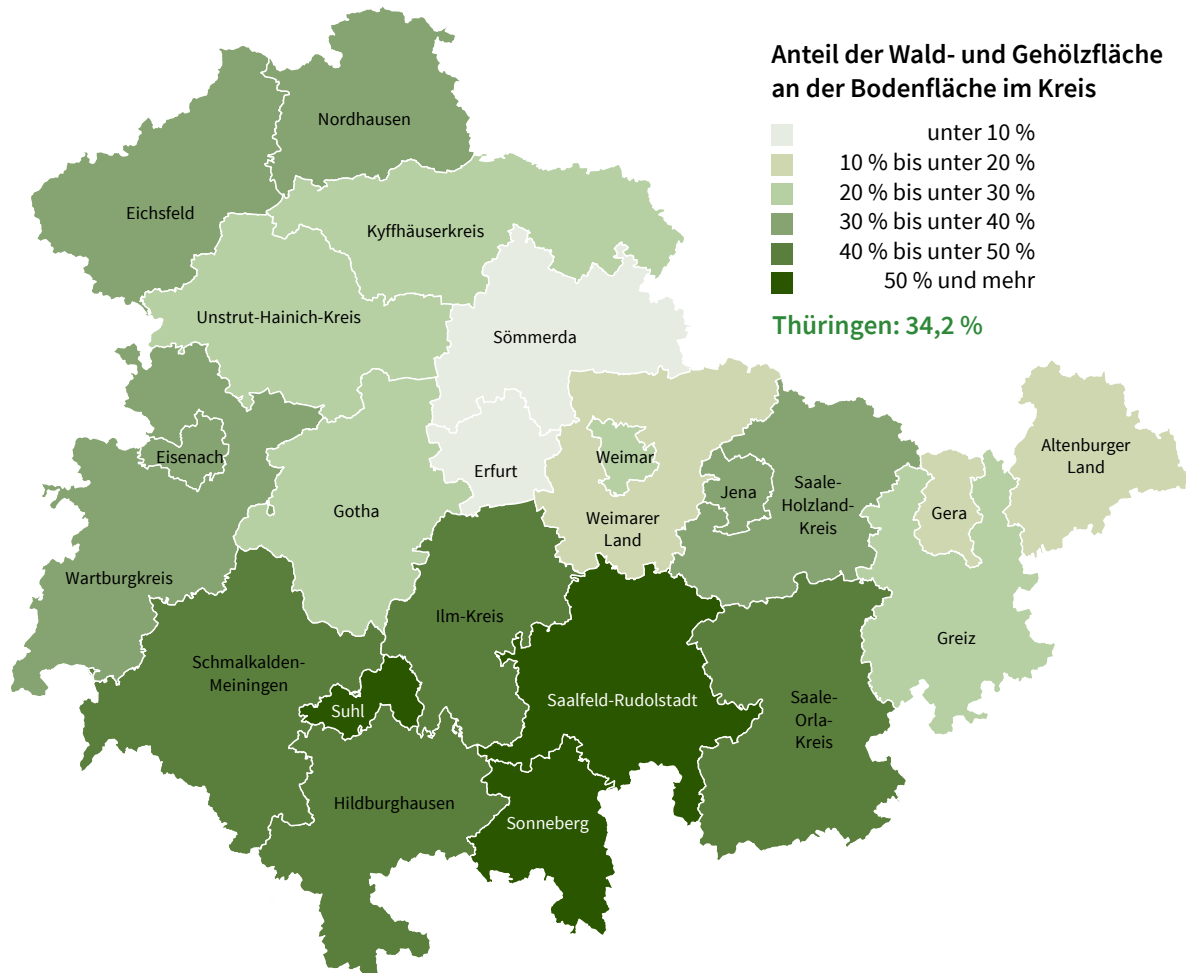 Anteil der Wald- und Gehölzfläche
an der Bodenfläche im Kreis
unter 10 %
10 % bis unter 20 %
20 % bis unter 30 %
30 % bis unter 40 %
40 % bis unter 50 %
50 % und mehr
Thüringen: 34,2 %
Nordhausen
Eichsfeld
Kyffhäuserkreis
Unstrut-Hainich-Kreis
Sömmerda
Eisenach
Erfurt
Weimar
Altenburger
Land
Gotha
Jena
Saale-
Holzland-
Kreis
Gera
Weimarer
Land
Wartburgkreis
Ilm-Kreis
Greiz
Schmalkalden-
Meiningen
Suhl
Saalfeld-Rudolstadt
Saale-
Orla-
Kreis
Hildburghausen
Sonneberg